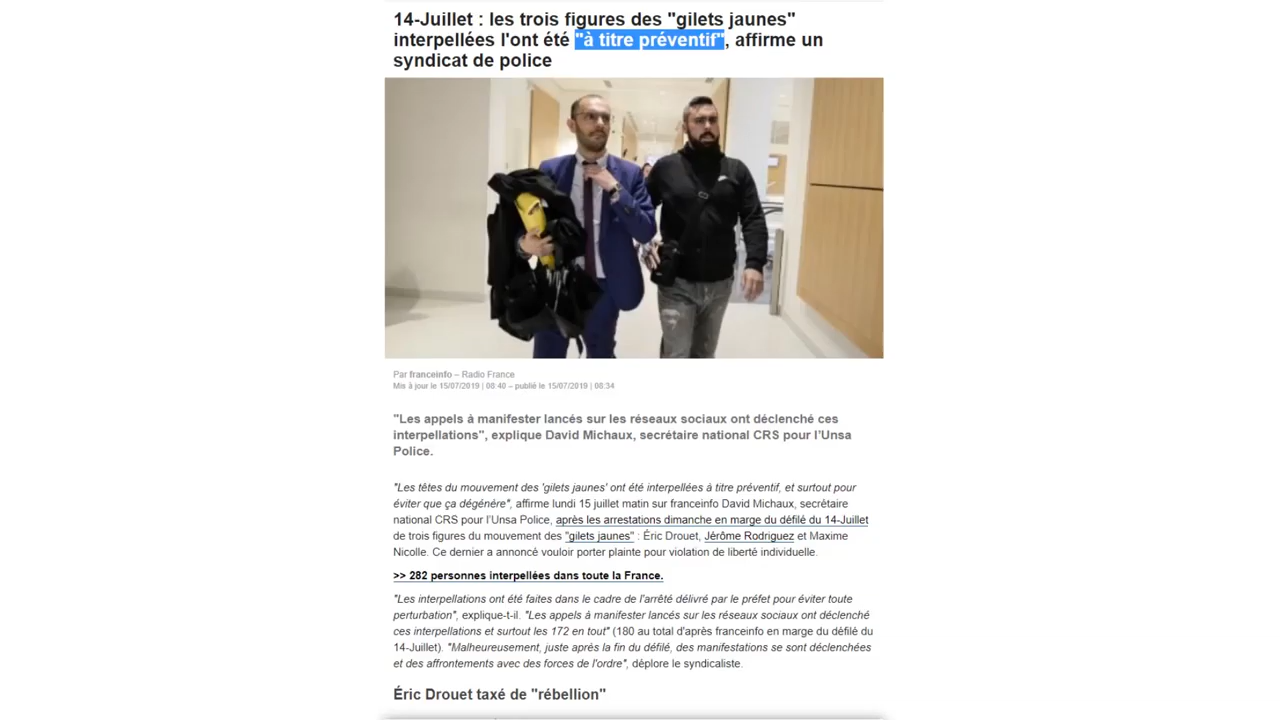 14-Juillet : les trois figures des "gilets jaunes"
interpellées l'ont été "à titre préventif", affirme un
syndicat de police
Par franceinfo – Radio France
Mis à jour le 15/07/2019 | 08:40 – publié le 15/07/2019 | 08:34
"Les appels à manifester lancés sur les réseaux sociaux ont déclenché ces
interpellations", explique David Michaux, secrétaire national CRS pour l'Unsa
Police.
"Les têtes du mouvement des 'gilets jaunes' ont été interpellées à titre préventif, et surtout pour
éviter que ça dégénère", affirme lundi 15 juillet matin sur franceinfo David Michaux, secrétaire
national CRS pour l'Unsa Police, après les arrestations dimanche en marge du défilé du 14-Juillet
de trois figures du mouvement des "gilets jaunes" : Éric Drouet, Jérôme Rodriguez et Maxime
Nicolle. Ce dernier a annoncé vouloir porter plainte pour violation de liberté individuelle.
>> 282 personnes interpellées dans toute la France.
"Les interpellations ont été faites dans le cadre de l'arrêté délivré par le préfet pour éviter toute
perturbation", explique-t-il. "Les appels à manifester lancés sur les réseaux sociaux ont déclenché
ces interpellations et surtout les 172 en tout" (180 au total d'après franceinfo en marge du défilé du
14-Juillet). "Malheureusement, juste après la fin du défilé, des manifestations se sont déclenchées
et des affrontements avec des forces de l'ordre", déplore le syndicaliste.
Éric Drouet taxé de "rébellion"